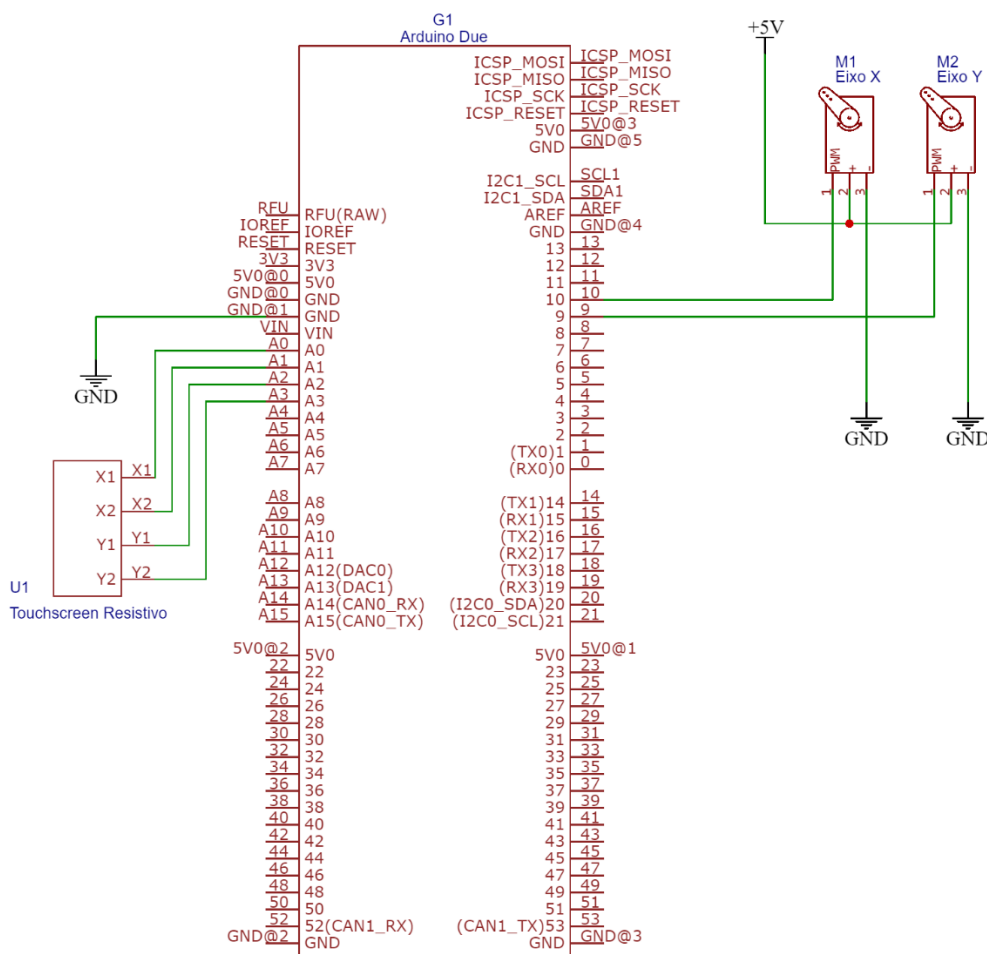 G1
Arduino Due
+5V
M1
Eixo X
M2
Eixo Y
PWM
+
-
1
2
3
PWM
+
-
1
2
3
ICSP_MOSI ICSP_MOSI
ICSP_MISO ICSP_MISO
ICSP_SCK ICSP_SCK
ICSP_RESET ICSP_RESET
5V0 5V0@3
GND GND@5
I2C1_SCL SCL1
I2C1_SDA SDA1
AREF AREF
GND GND@4
13 13
12 12
11 11
10 10
9 9
8 8
7 7
6 6
5 5
4 4
3 3
2 2
(TX0)1 1
(RX0)0 0
(TX1)14 14
(RX1)15 15
(TX2)16 16
(RX2)17 17
(TX3)18 18
(RX3)19 19
(I2C0_SDA)20 20
(I2C0_SCL)21 21
5V0 5V0@1
23 23
25 25
27 27
29 29
31 31
33 33
35 35
37 37
39 39
41 41
43 43
45 45
47 47
49 49
51 51
(CAN1_TX)53 53
GND GND@3
RFU RFU(RAW)
IOREF IOREF
RESET RESET
3V3 3V3
5V0@0 5V0
GND@0 GND
GND@1 GND
VIN VIN
A0 A0
A1 A1
A2 A2
A3 A3
A4 A4
A5 A5
A6 A6
A7 A7
A8 A8
A9 A9
A10 A10
A11 A11
A12 A12(DAC0)
A13 A13(DAC1)
A14 A14(CAN0_RX)
A15 A15(CAN0_TX)
5V0@2 5V0
22 22
24 24
26 26
28 28
30 30
32 32
34 34
36 36
38 38
40 40
42 42
44 44
46 46
48 48
50 50
52 52(CAN1_RX)
GND@2 GND
GND
GND
GND
X1 X1
X2 X2
Y1 Y1
Y2 Y2
U1
Touchscreen Resistivo